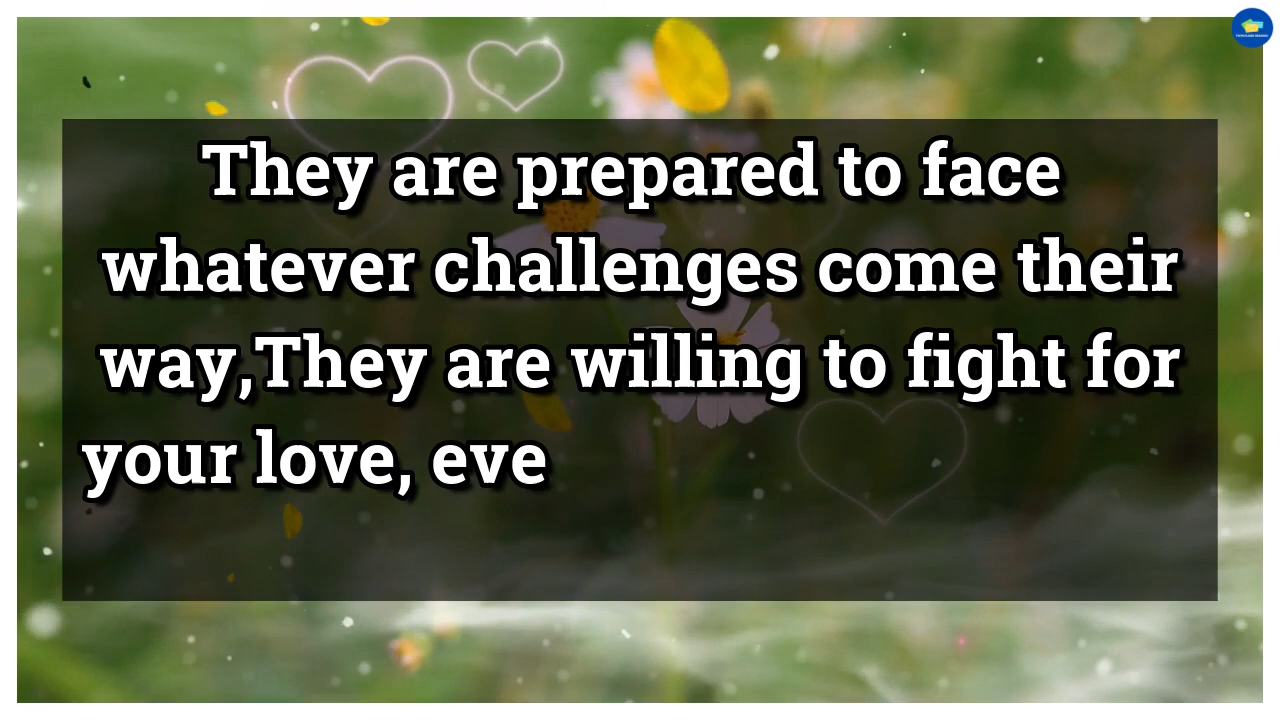 They are prepared to face
whatever challenges come their
way,They are willing to fight for
your love, eve